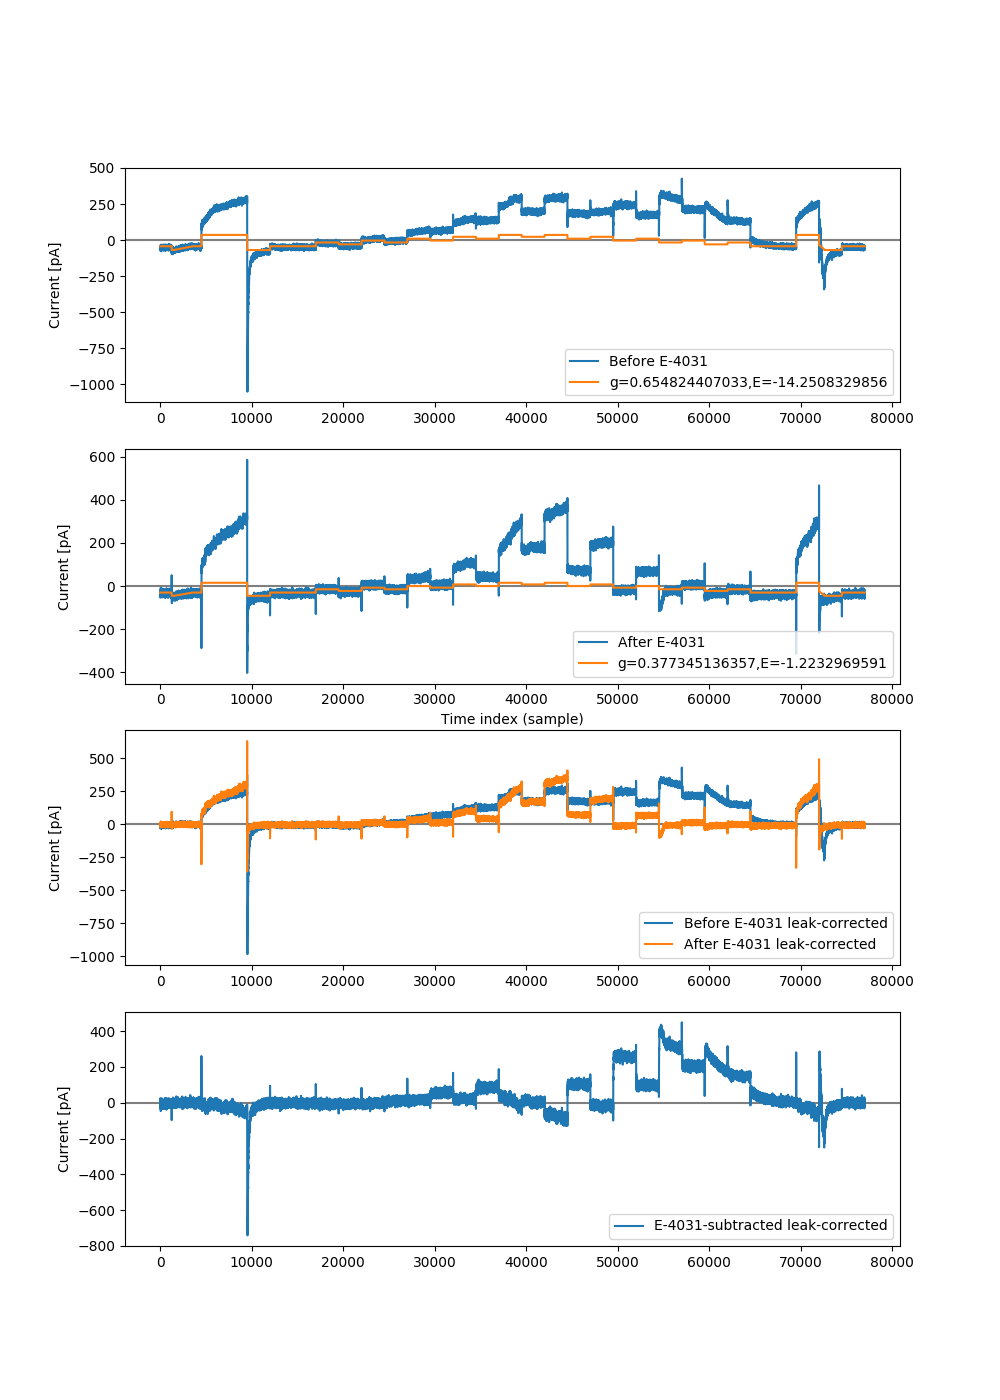 500
250
0
−250
−500
−750
−1000
Current [pA]
Before E-4031
g=0.654824407033,E=-14.2508329856
0 10000 20000 30000 40000 50000 60000 70000 80000
600
400
200
0
−200
−400
Current [pA]
After E-4031
g=0.377345136357,E=-1.2232969591
0 10000 20000 30000 40000 50000 60000 70000 80000
Time index (sample)
500
250
0
−250
−500
−750
−1000
Current [pA]
Before E-4031 leak-corrected
After E-4031 leak-corrected
0 10000 20000 30000 40000 50000 60000 70000 80000
400
200
0
−200
−400
−600
−800
Current [pA]
E-4031-subtracted leak-corrected
0 10000 20000 30000 40000 50000 60000 70000 80000